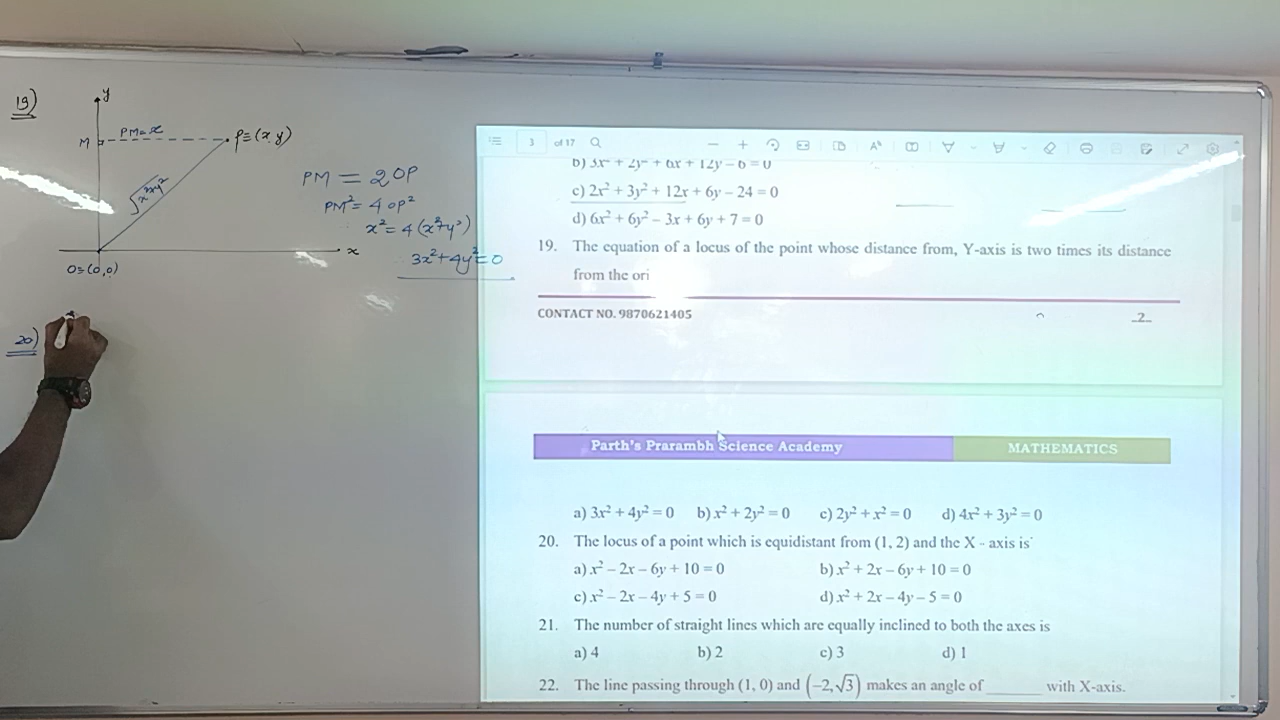 19)
y
M
PM=x
P≡(x,y)
√x²+y²
x
O≡(0,0)
PM = 2OP
PM² = 4 OP²
x² = 4(x²+y²)
3x²+4y²=0
20)
3
of 17
b) 3x² + 2y² + 6x + 12y – 6 = 0
c) 2x² + 3y² + 12x + 6y – 24 = 0
d) 6x² + 6y² – 3x + 6y + 7 = 0
19. The equation of a locus of the point whose distance from, Y-axis is two times its distance
from the ori
CONTACT NO. 9870621405
2
Parth's Prarambh Science Academy MATHEMATICS
a) 3x² + 4y² = 0 b) x² + 2y² = 0 c) 2y² + x² = 0 d) 4x² + 3y² = 0
20. The locus of a point which is equidistant from (1, 2) and the X - axis is
a) x² – 2x – 6y + 10 = 0 b) x² + 2x – 6y + 10 = 0
c) x² – 2x – 4y + 5 = 0 d) x² + 2x – 4y – 5 = 0
21. The number of straight lines which are equally inclined to both the axes is
a) 4 b) 2 c) 3 d) 1
22. The line passing through (1, 0) and (–2, √3) makes an angle of ______ with X-axis.